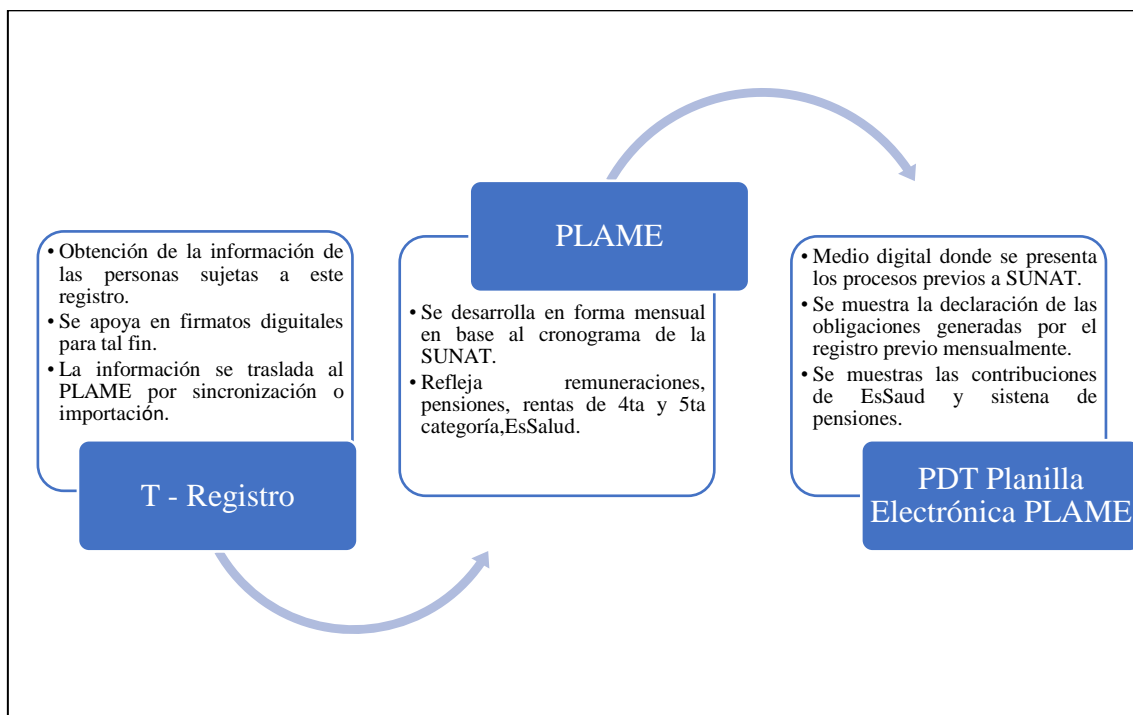 • Obtención de la información de
las personas sujetas a este
registro.
• Se apoya en firmatos diguitales
para tal fin.
• La información se traslada al
PLAME por sincronización o
importación.
T - Registro
PLAME
• Se desarrolla en forma mensual
en base al cronograma de la
SUNAT.
• Refleja remuneraciones,
pensiones, rentas de 4ta y 5ta
categoría,EsSalud.
• Medio digital donde se presenta
los procesos previos a SUNAT.
• Se muestra la declaración de las
obligaciones generadas por el
registro previo mensualmente.
• Se muestras las contribuciones
de EsSaud y sistena de
pensiones.
PDT Planilla
Electrónica PLAME